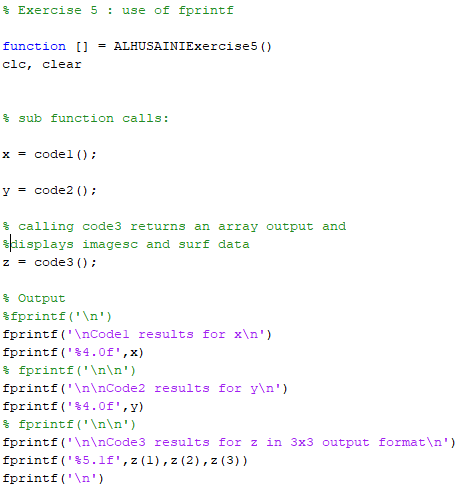 % Exercise 5 : use of fprintf
function [] = ALHUSAINIExercise5()
clc, clear
% sub function calls:
x = code1();
y = code2();
% calling code3 returns an array output and
%displays imagesc and surf data
z = code3();
% Output
%fprintf('\n')
fprintf('\nCode1 results for x\n')
fprintf('%4.0f',x)
% fprintf('\n\n')
fprintf('\n\nCode2 results for y\n')
fprintf('%4.0f',y)
% fprintf('\n\n')
fprintf('\n\nCode3 results for z in 3x3 output format\n')
fprintf('%5.1f',z(1),z(2),z(3))
fprintf('\n')